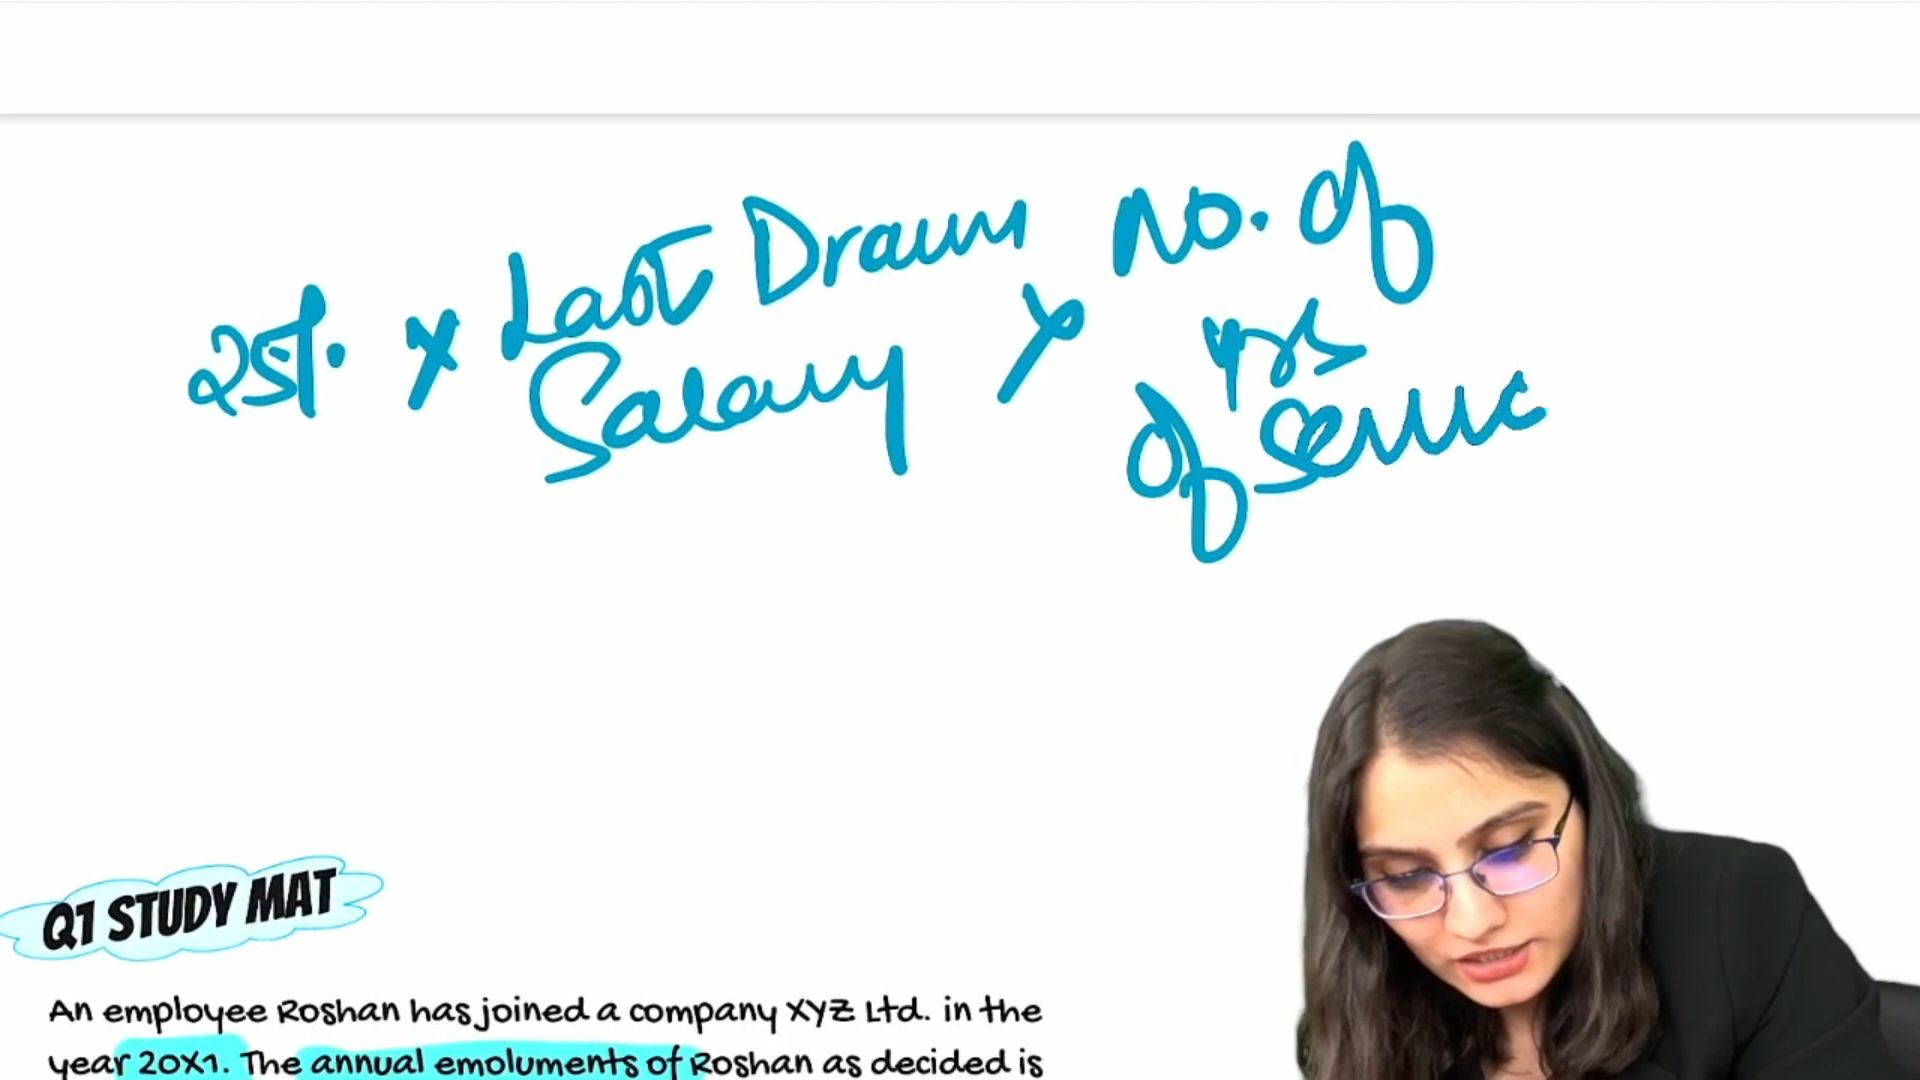 25% x Last Drawn x No. of
Salary yrs
of service
Q1 STUDY MAT
An employee Roshan has joined a company XYZ Ltd. in the
year 20X1. The annual emoluments of Roshan as decided is